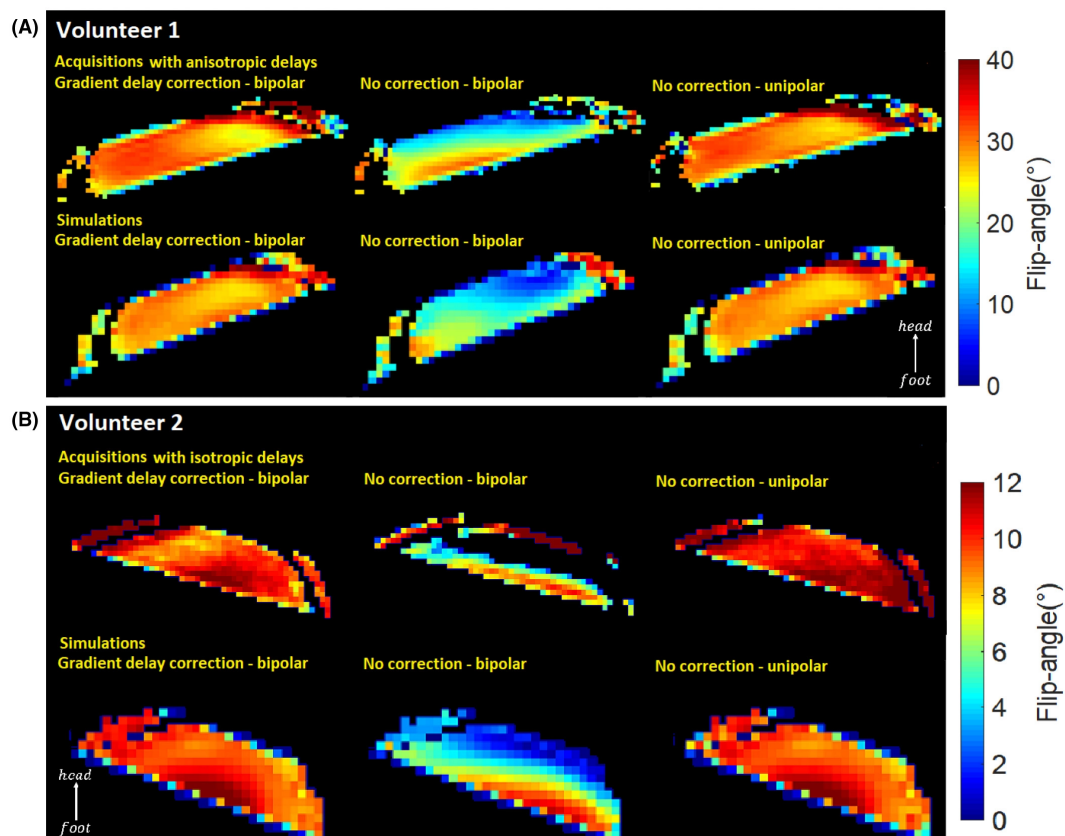 (A)
Volunteer 1
Acquisitions with anisotropic delays
Gradient delay correction - bipolar
No correction - bipolar
No correction - unipolar
Simulations
Gradient delay correction - bipolar
No correction - bipolar
No correction - unipolar
head
foot
40
30
20
10
0
Flip-angle(°)
(B)
Volunteer 2
Acquisitions with isotropic delays
Gradient delay correction - bipolar
No correction - bipolar
No correction - unipolar
Simulations
Gradient delay correction - bipolar
No correction - bipolar
No correction - unipolar
head
foot
12
10
8
6
4
2
0
Flip-angle(°)